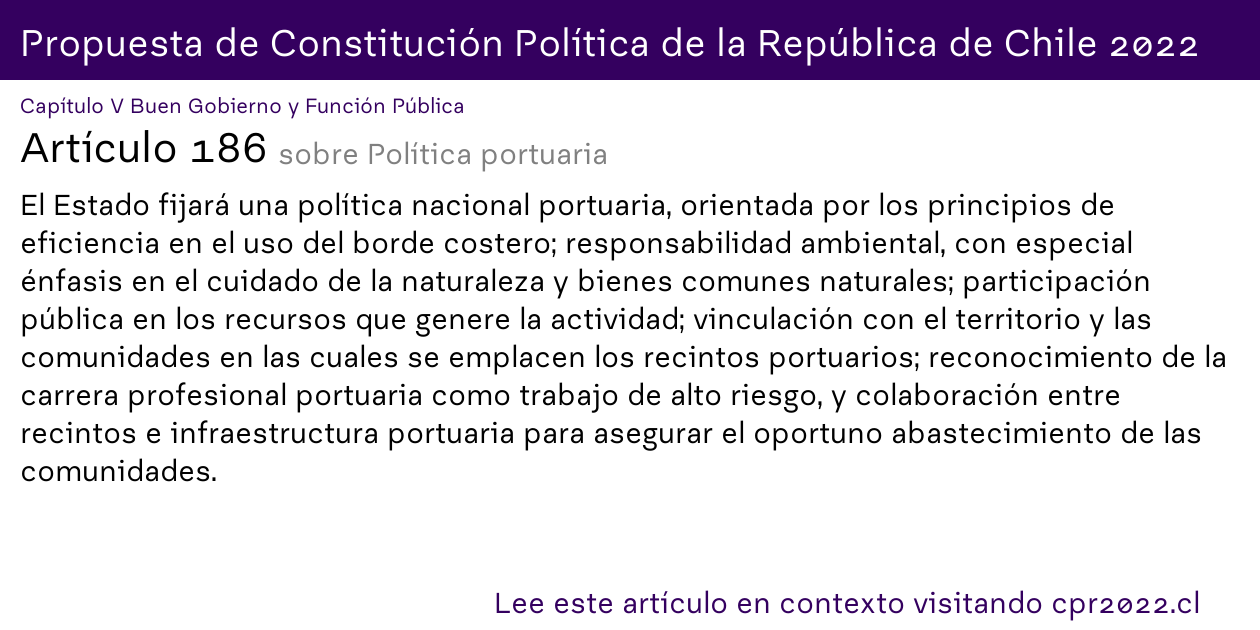 Propuesta de Constitución Política de la República de Chile 2022
Capítulo V Buen Gobierno y Función Pública
Artículo 186 sobre Política portuaria
El Estado fijará una política nacional portuaria, orientada por los principios de
eficiencia en el uso del borde costero; responsabilidad ambiental, con especial
énfasis en el cuidado de la naturaleza y bienes comunes naturales; participación
pública en los recursos que genere la actividad; vinculación con el territorio y las
comunidades en las cuales se emplacen los recintos portuarios; reconocimiento de la
carrera profesional portuaria como trabajo de alto riesgo, y colaboración entre
recintos e infraestructura portuaria para asegurar el oportuno abastecimiento de las
comunidades.
Lee este artículo en contexto visitando cpr2022.cl